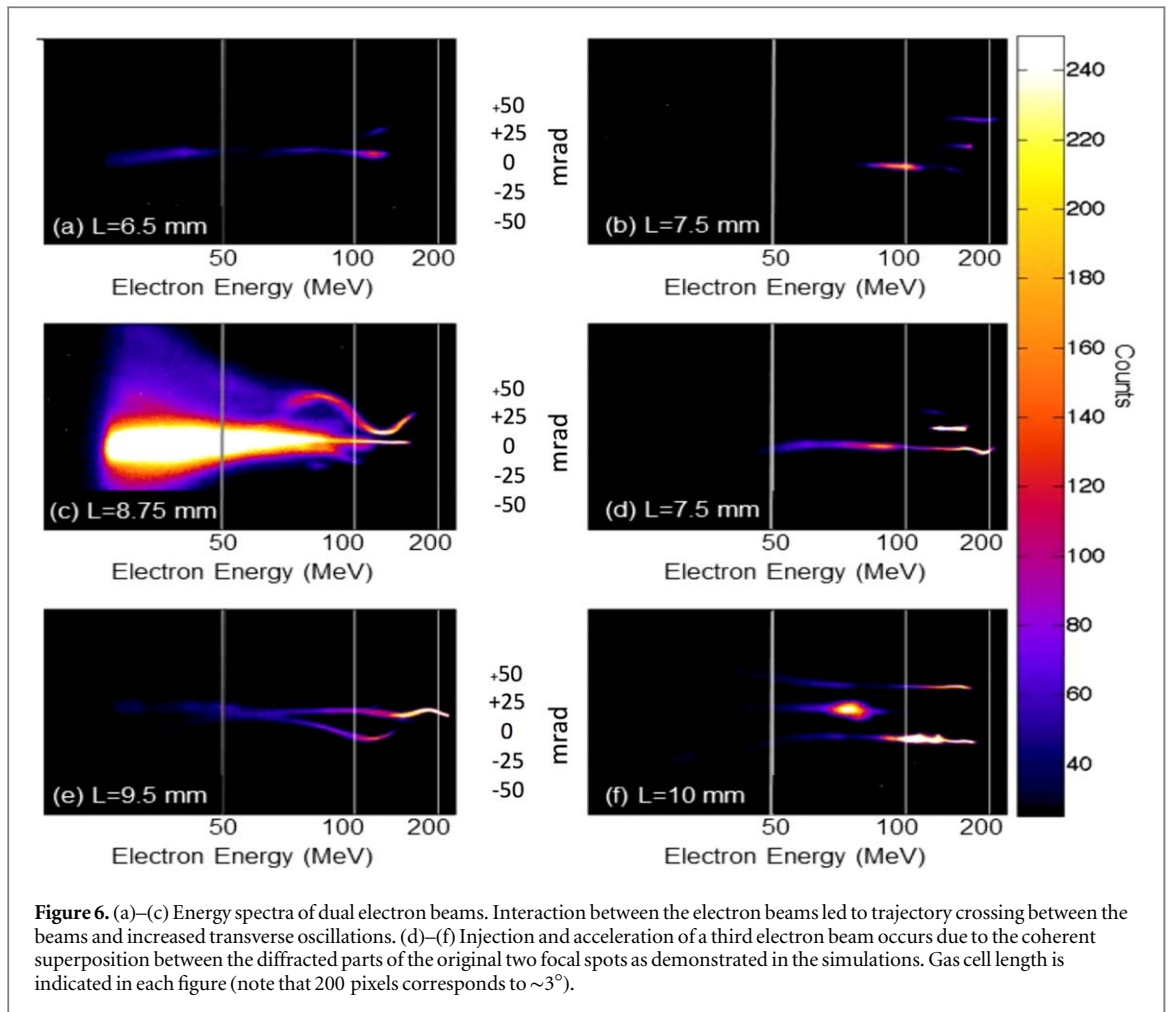 +50
+25
0
-25
-50
mrad
(a) L=6.5 mm
50 100 200
Electron Energy (MeV)
(b) L=7.5 mm
50 100 200
Electron Energy (MeV)
+50
+25
0
-25
-50
mrad
(c) L=8.75 mm
50 100 200
Electron Energy (MeV)
(d) L=7.5 mm
50 100 200
Electron Energy (MeV)
+50
+25
0
-25
-50
mrad
(e) L=9.5 mm
50 100 200
Electron Energy (MeV)
(f) L=10 mm
50 100 200
Electron Energy (MeV)
240
220
200
180
160
140
120
100
80
60
40
Counts
Figure 6. (a)–(c) Energy spectra of dual electron beams. Interaction between the electron beams led to trajectory crossing between the
beams and increased transverse oscillations. (d)–(f) Injection and acceleration of a third electron beam occurs due to the coherent
superposition between the diffracted parts of the original two focal spots as demonstrated in the simulations. Gas cell length is
indicated in each figure (note that 200 pixels corresponds to ~3°).